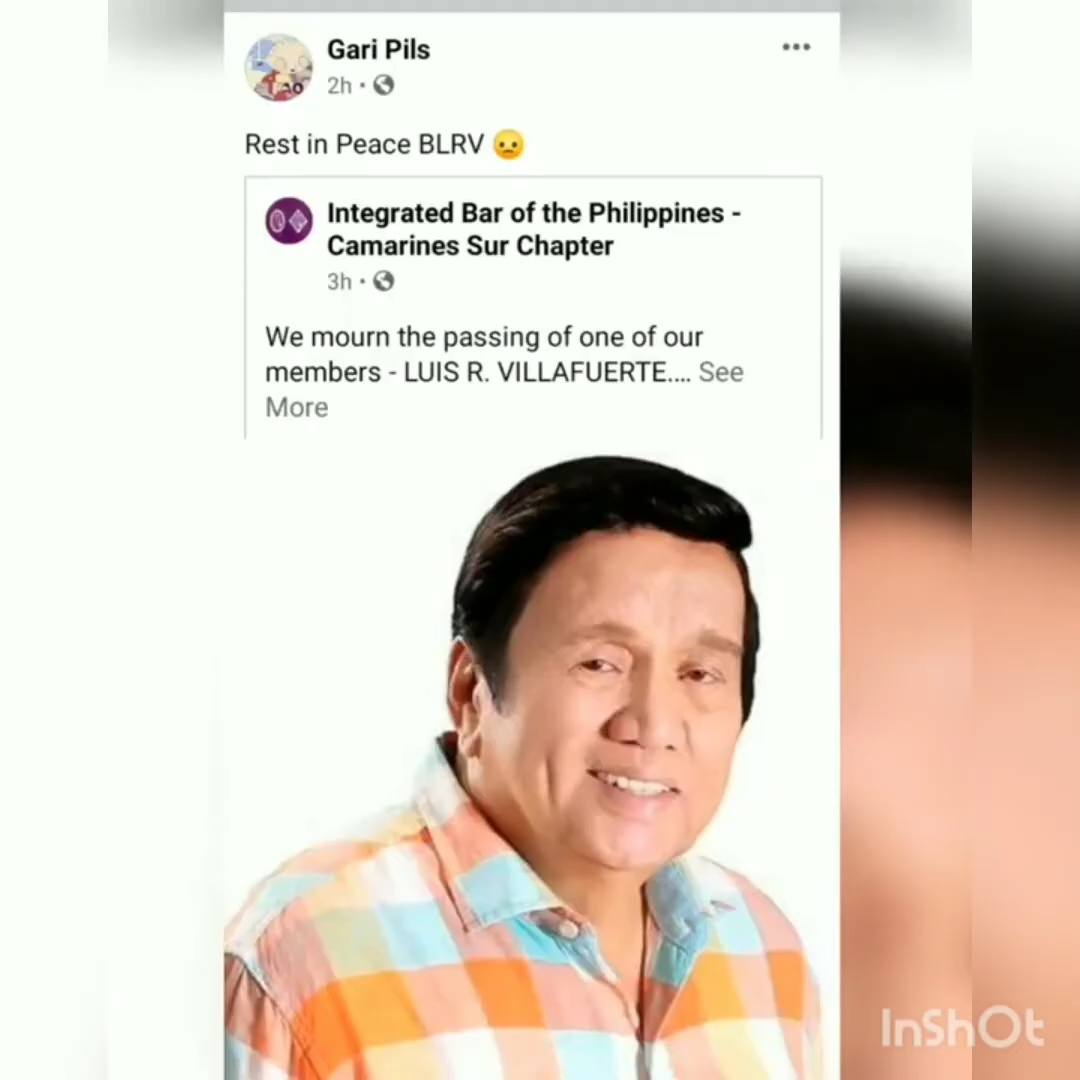 Gari Pils
2h
Rest in Peace BLRV
Integrated Bar of the Philippines -
Camarines Sur Chapter
3h
We mourn the passing of one of our
members - LUIS R. VILLAFUERTE.... See
More
InShOt